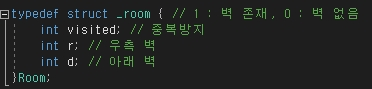 typedef struct _room { // 1 : 벽 존재, 0 : 벽 없음
int visited; // 중복방지
int r; // 우측 벽
int d; // 아래 벽
}Room;